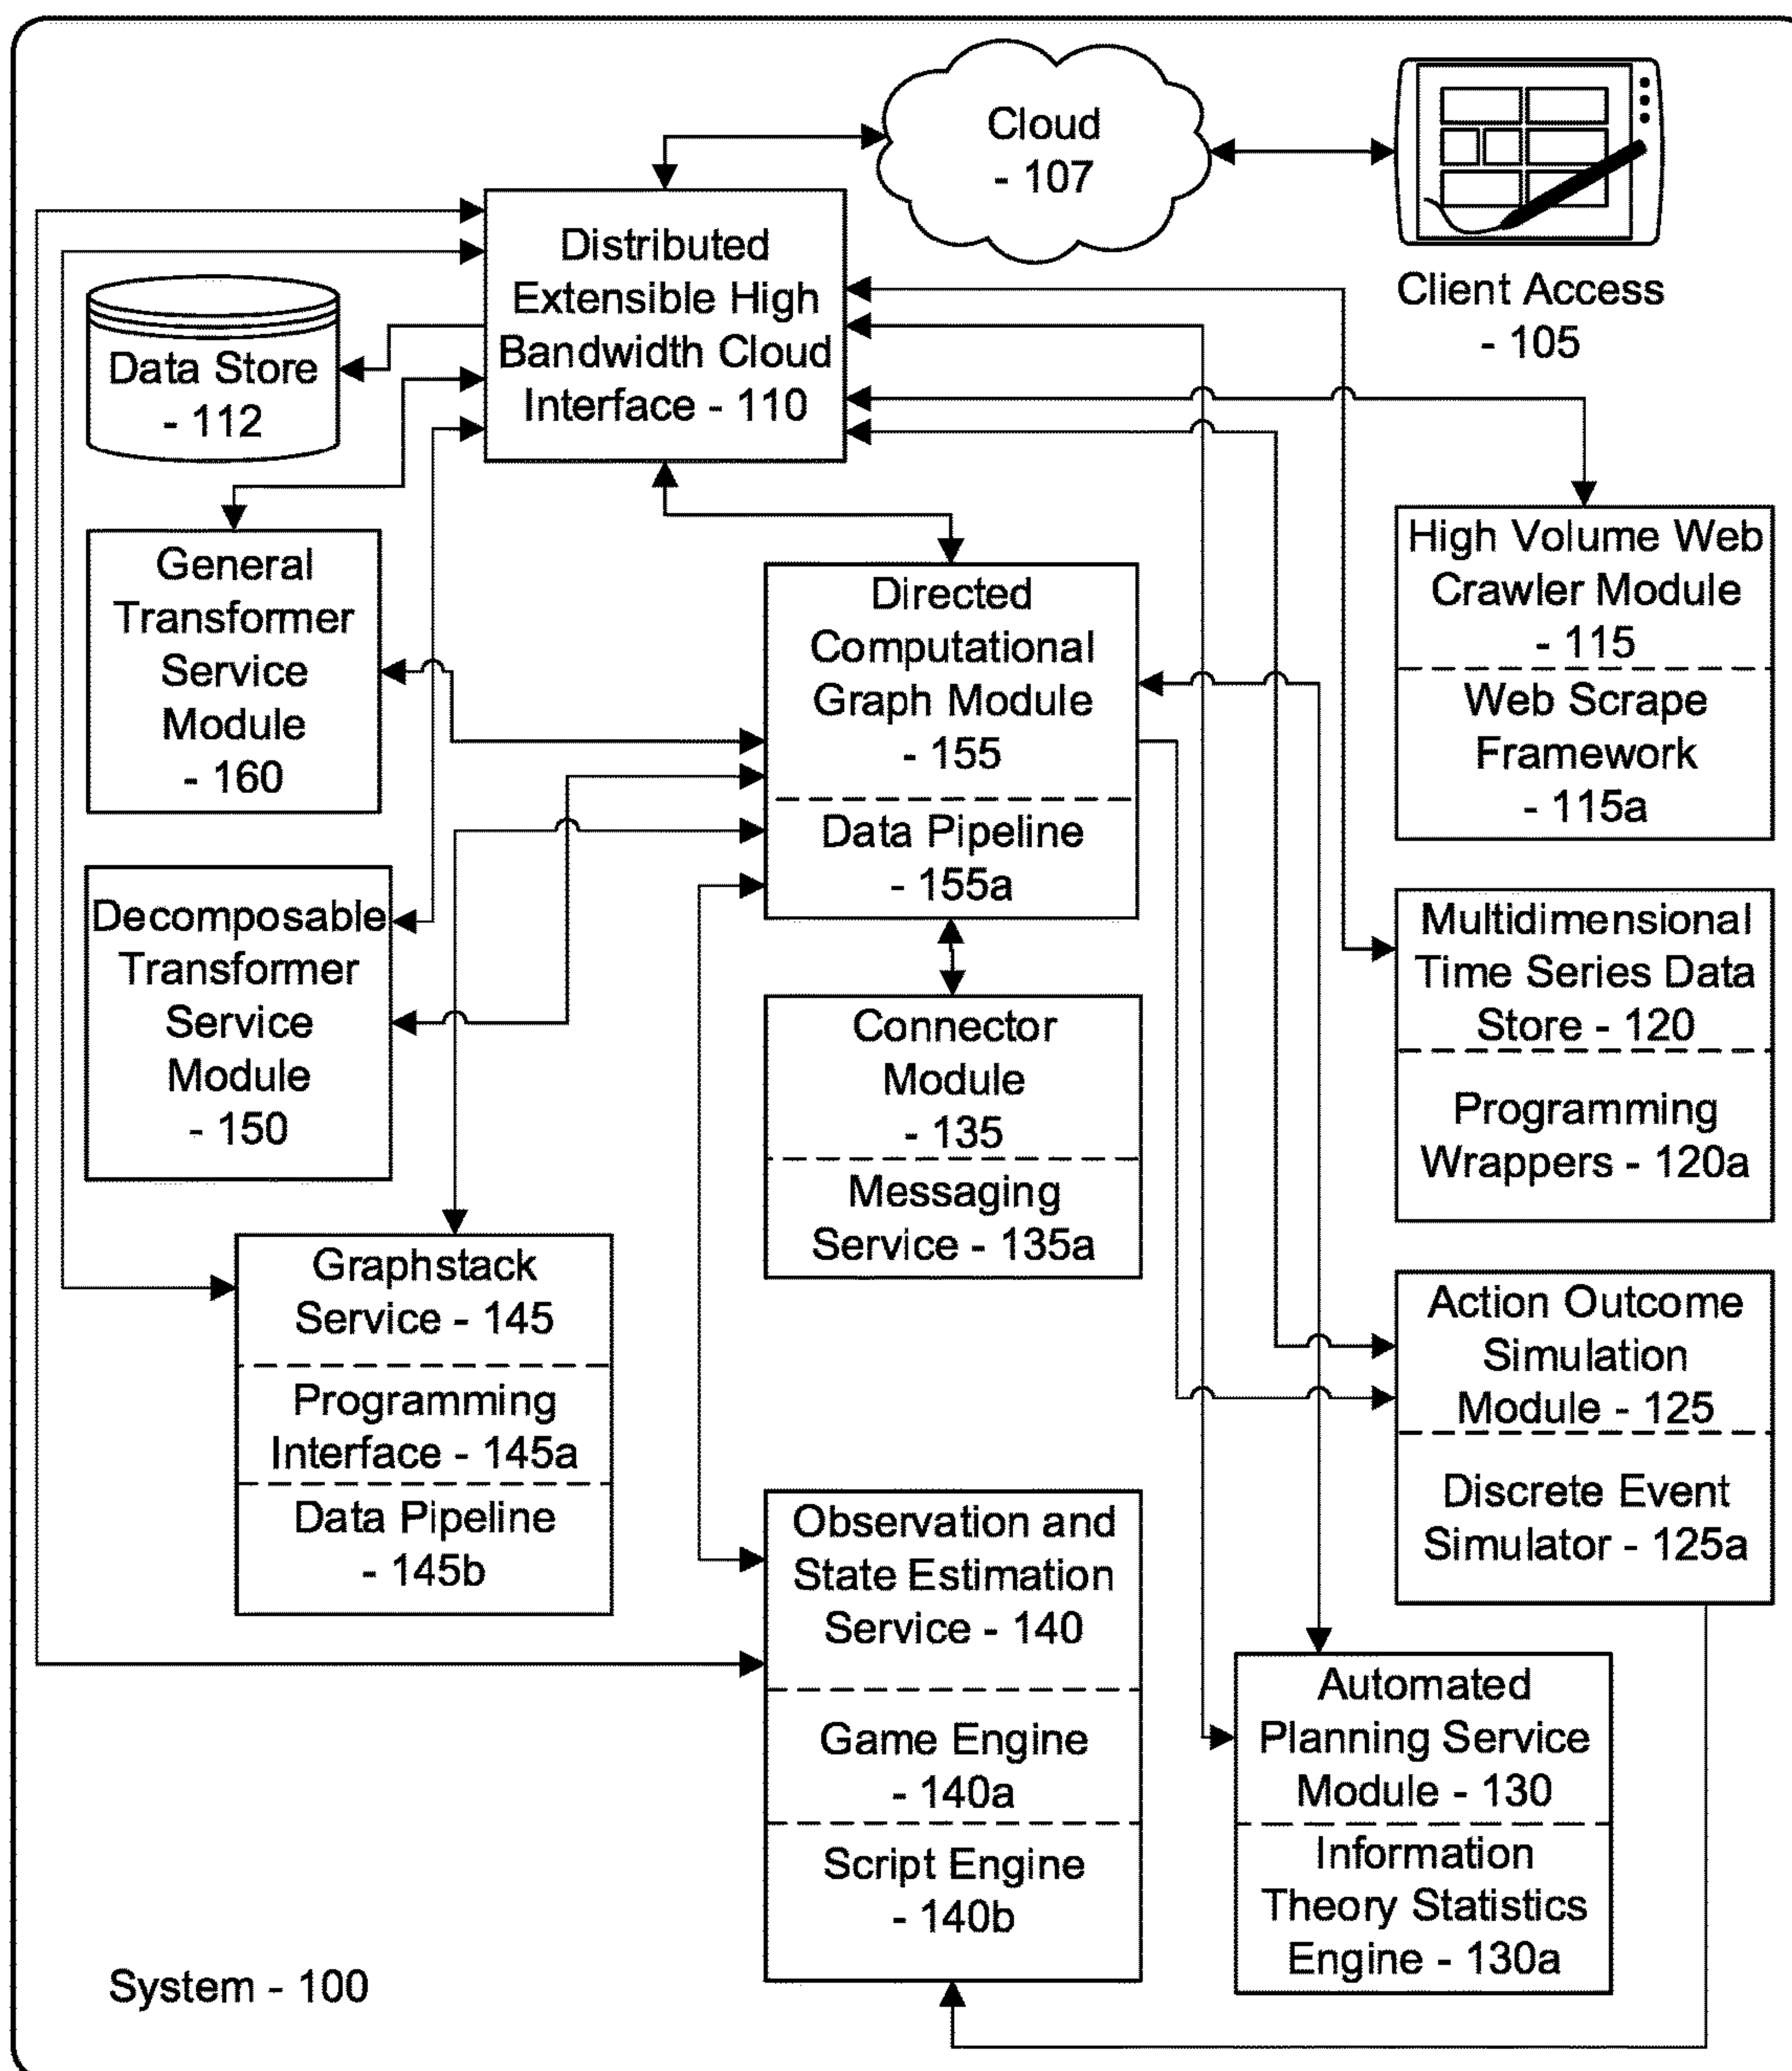 Cloud
- 107
Client Access
- 105
Distributed
Extensible High
Bandwidth Cloud
Interface - 110
Data Store
- 112
General
Transformer
Service
Module
- 160
Directed
Computational
Graph Module
- 155
Data Pipeline
- 155a
High Volume Web
Crawler Module
- 115
Web Scrape
Framework
- 115a
Decomposable
Transformer
Service
Module
- 150
Connector
Module
- 135
Messaging
Service - 135a
Multidimensional
Time Series Data
Store - 120
Programming
Wrappers - 120a
Graphstack
Service - 145
Programming
Interface - 145a
Data Pipeline
- 145b
Action Outcome
Simulation
Module - 125
Discrete Event
Simulator - 125a
Observation and
State Estimation
Service - 140
Game Engine
- 140a
Script Engine
- 140b
Automated
Planning Service
Module - 130
Information
Theory Statistics
Engine - 130a
System - 100